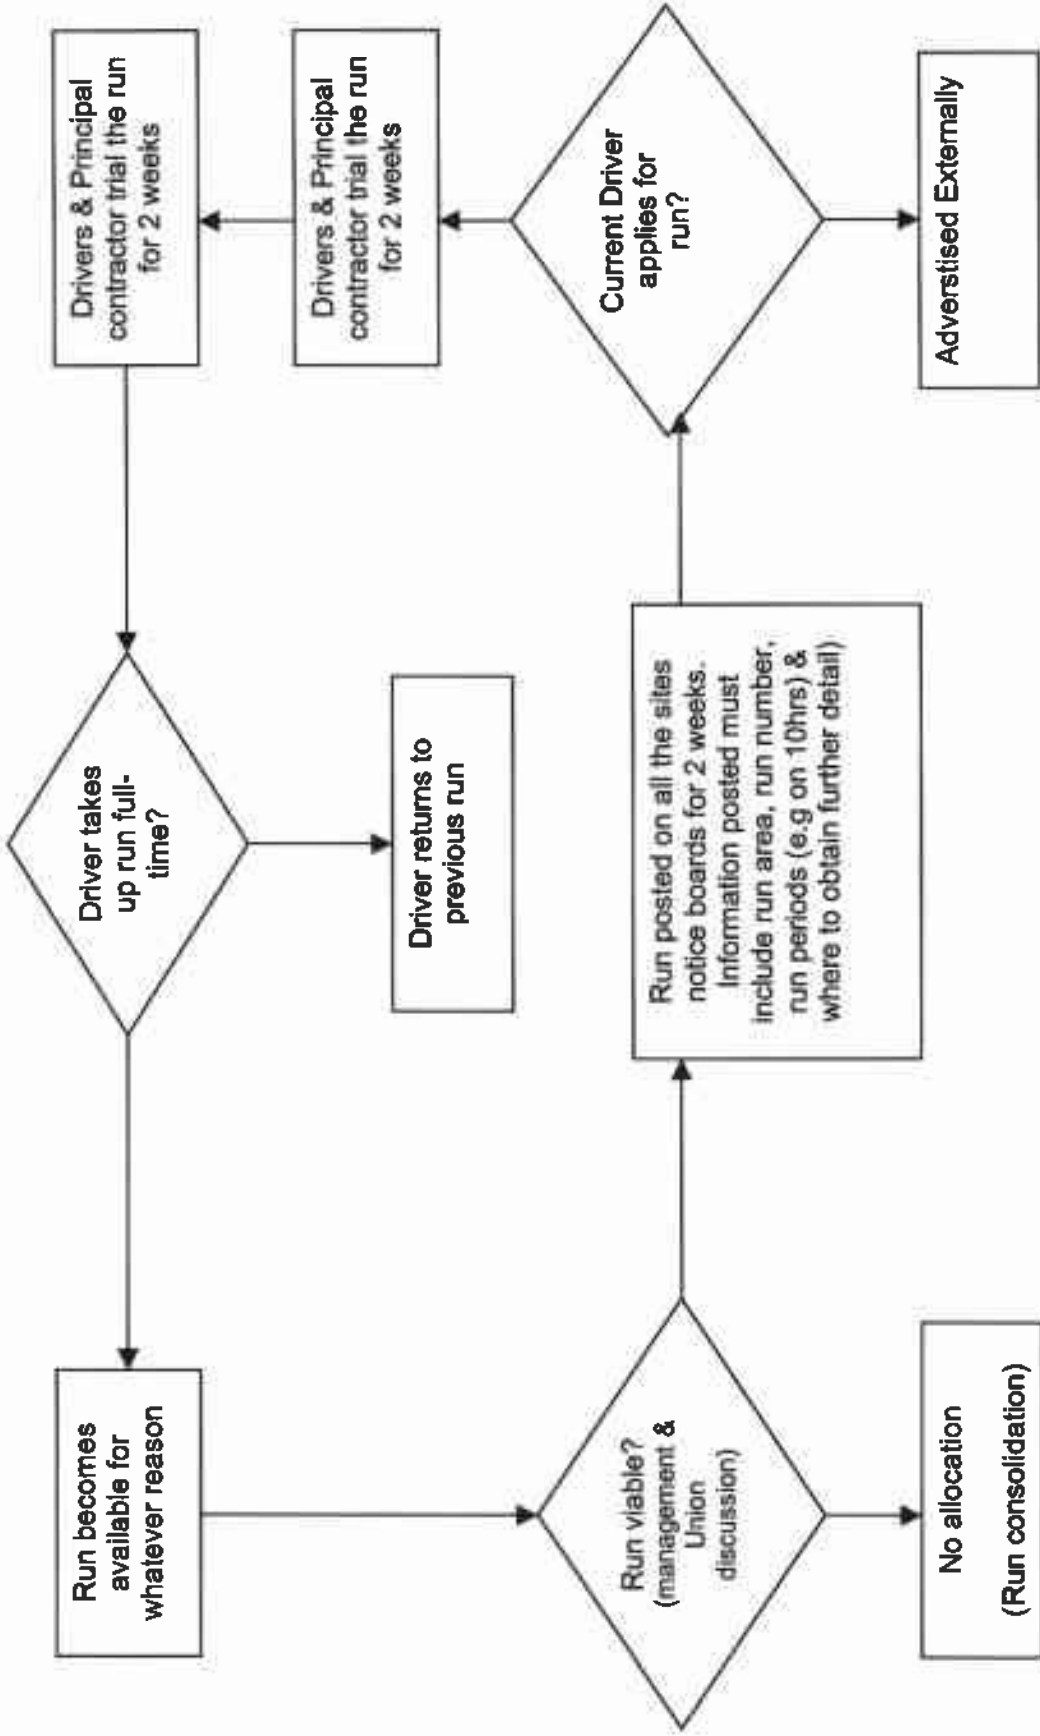 Run becomes
available for
whatever reason
Driver takes
up run full-
time?
Drivers & Principal
contractor trial the run
for 2 weeks
Driver returns to
previous run
Drivers & Principal
contractor trial the run
for 2 weeks
Run viable?
(management &
Union
discussion)
Run posted on all the sites
notice boards for 2 weeks.
Information posted must
include run area, run number,
run periods (e.g on 10hrs) &
where to obtain further detail)
Current Driver
applies for
run?
No allocation
(Run consolidation)
Adverstised Externally